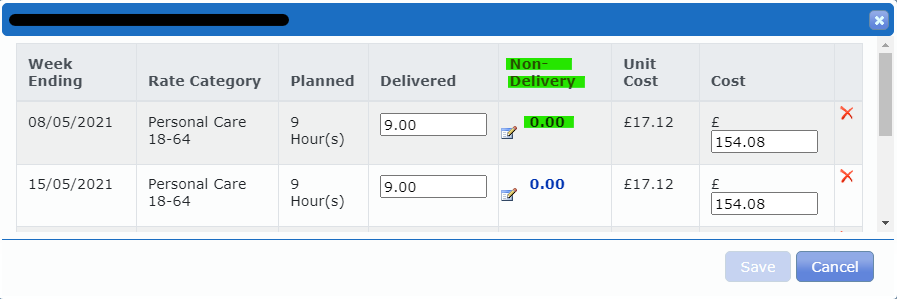 Week Ending Rate Category Planned Delivered Non-Delivery Unit Cost Cost
08/05/2021 Personal Care 18-64 9 Hour(s) 9.00 0.00 £17.12 £ 154.08
15/05/2021 Personal Care 18-64 9 Hour(s) 9.00 0.00 £17.12 £ 154.08
Save Cancel